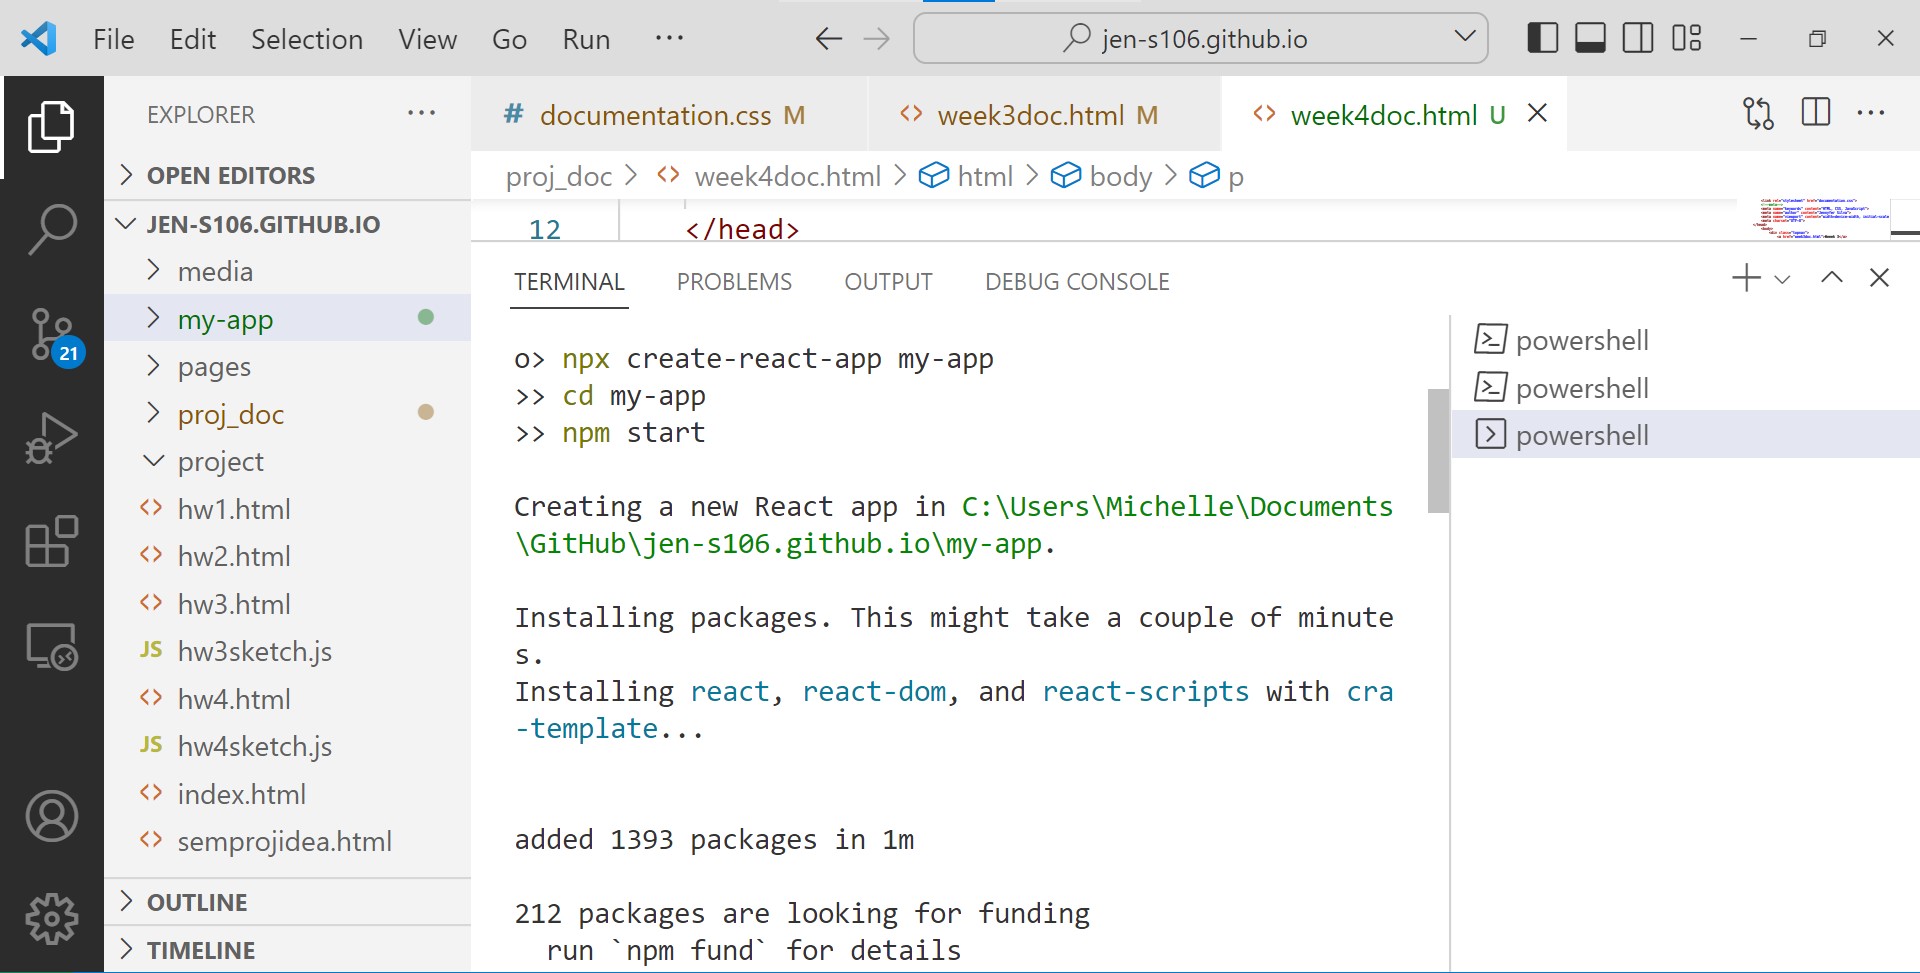 File Edit Selection View Go Run ...
jen-s106.github.io
EXPLORER
OPEN EDITORS
JEN-S106.GITHUB.IO
media
my-app
pages
proj_doc
project
hw1.html
hw2.html
hw3.html
JS hw3sketch.js
hw4.html
JS hw4sketch.js
index.html
semprojidea.html
OUTLINE
TIMELINE
21
# documentation.css M
<> week3doc.html M
<> week4doc.html U
proj_doc > <> week4doc.html > html > body > p
12 </head>
TERMINAL PROBLEMS OUTPUT DEBUG CONSOLE
o> npx create-react-app my-app
>> cd my-app
>> npm start
Creating a new React app in C:\Users\Michelle\Documents
\GitHub\jen-s106.github.io\my-app.
Installing packages. This might take a couple of minute
s.
Installing react, react-dom, and react-scripts with cra
-template...
added 1393 packages in 1m
212 packages are looking for funding
run `npm fund` for details
powershell
powershell
powershell